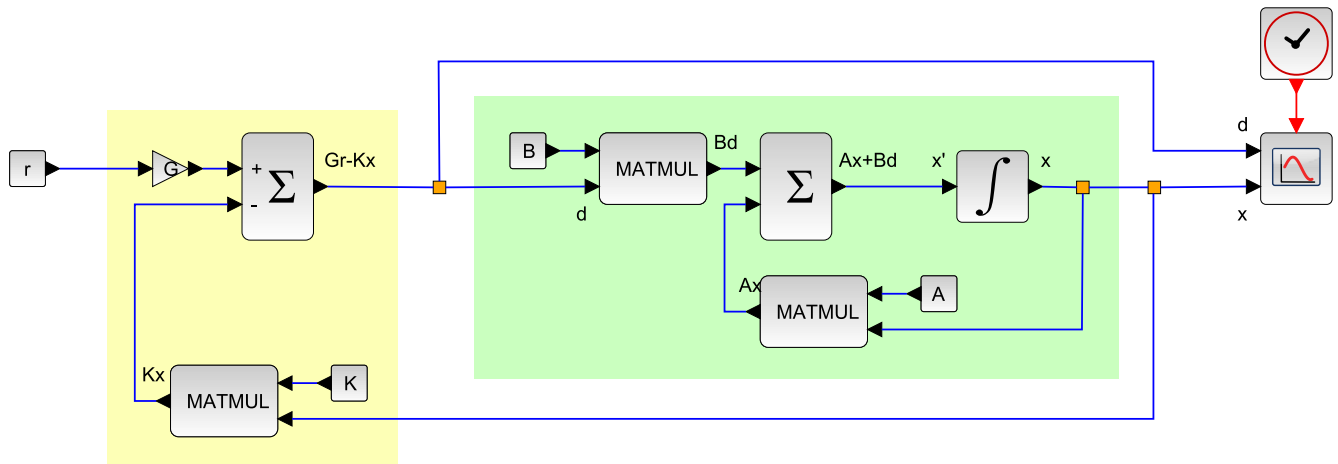 r
G
+
-
Σ
Gr-Kx
B
MATMUL
d
Bd
Σ
Ax+Bd
x'
∫
x
d
x
Ax
MATMUL
A
Kx
MATMUL
K